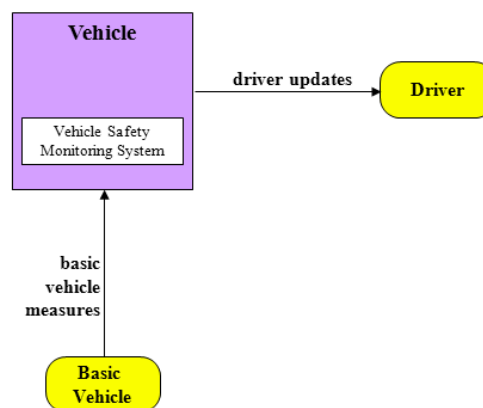 Vehicle
Vehicle Safety
Monitoring System
driver updates
Driver
basic
vehicle
measures
Basic
Vehicle